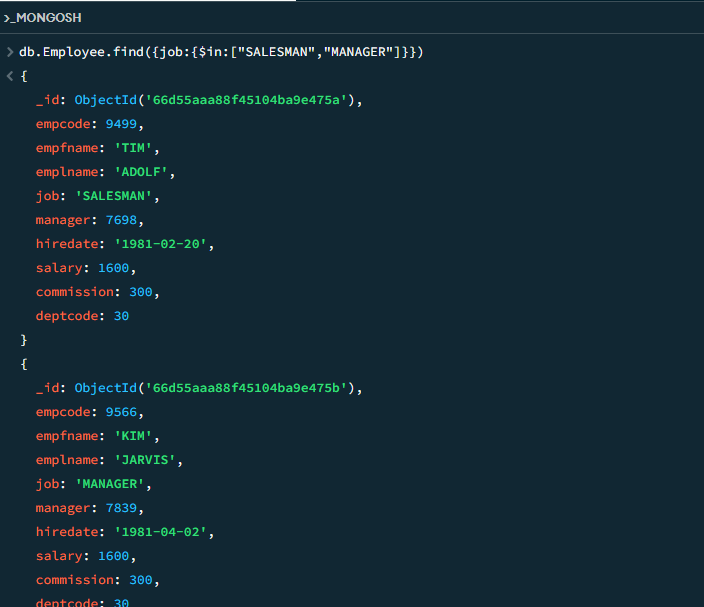 >_MONGOSH
> db.Employee.find({job:{$in:["SALESMAN","MANAGER"]}})
< {
_id: ObjectId('66d55aaa88f45104ba9e475a'),
empcode: 9499,
empfname: 'TIM',
emplname: 'ADOLF',
job: 'SALESMAN',
manager: 7698,
hiredate: '1981-02-20',
salary: 1600,
commission: 300,
deptcode: 30
}
{
_id: ObjectId('66d55aaa88f45104ba9e475b'),
empcode: 9566,
empfname: 'KIM',
emplname: 'JARVIS',
job: 'MANAGER',
manager: 7839,
hiredate: '1981-04-02',
salary: 1600,
commission: 300,
deptcode: 30